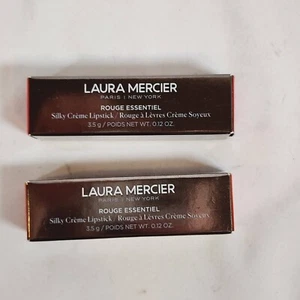 LAURA MERCIER
PARIS | NEW YORK
ROUGE ESSENTIEL
Silky Crème Lipstick / Rouge à Lèvres Crème Soyeux
3.5 g / POIDS NET WT. 0.12 OZ.
LAURA MERCIER
PARIS | NEW YORK
ROUGE ESSENTIEL
Silky Crème Lipstick / Rouge à Lèvres Crème Soyeux
3.5 g / POIDS NET WT. 0.12 OZ.